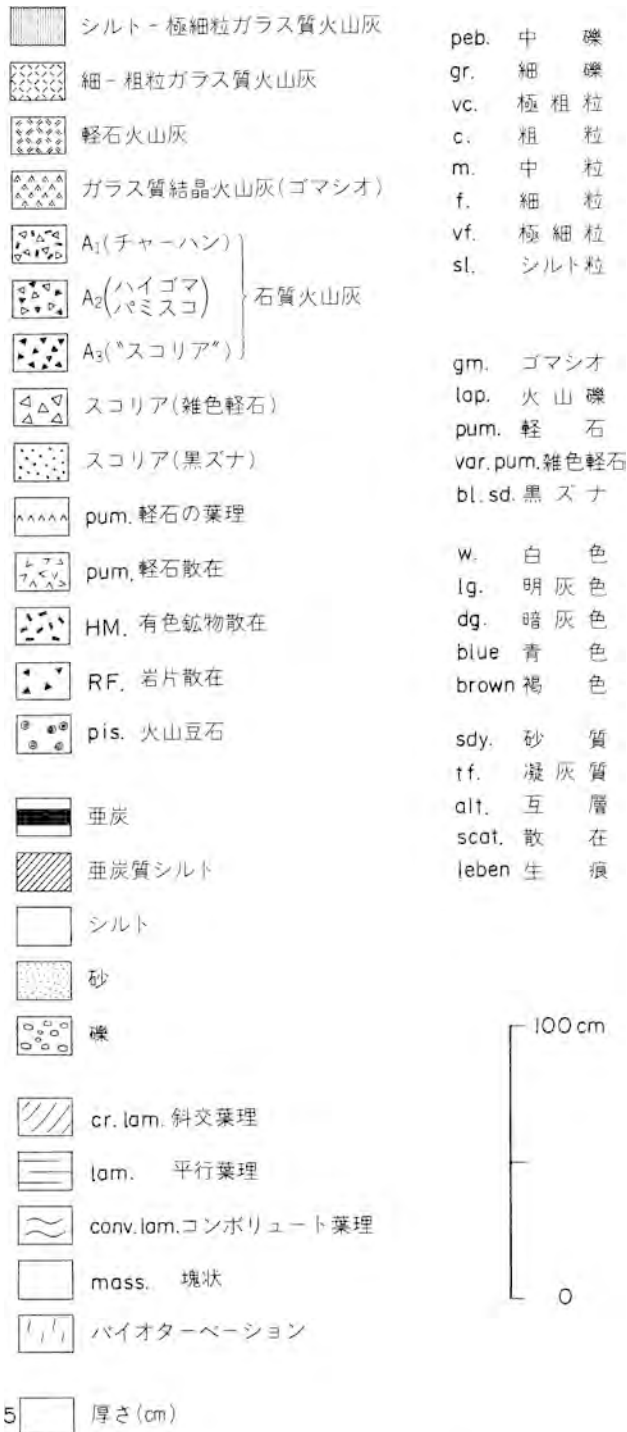 シルト-極細粒ガラス質火山灰
細-粗粒ガラス質火山灰
軽石火山灰
ガラス質結晶火山灰(ゴマシオ)
A₁(チャーハン)
A₂(ハイゴマ
パミスコ)
石質火山灰
A₃("スコリア")
スコリア(雑色軽石)
スコリア(黒ズナ)
pum. 軽石の葉理
pum. 軽石散在
HM. 有色鉱物散在
RF. 岩片散在
pis. 火山豆石
亜炭
亜炭質シルト
シルト
砂
礫
cr. lam. 斜交葉理
lam. 平行葉理
conv. lam. コンボリュート葉理
mass. 塊状
バイオターベーション
5 厚さ(cm)
peb. 中礫
gr. 細礫
vc. 極粗粒
c. 粗粒
m. 中粒
f. 細粒
vf. 極細粒
sl. シルト粒
gm. ゴマシオ
lap. 火山礫
pum. 軽石
var. pum. 雑色軽石
bl. sd. 黒ズナ
w. 白色
lg. 明灰色
dg. 暗灰色
blue 青色
brown 褐色
sdy. 砂質
tf. 凝灰質
alt. 互層
scat. 散在
leben 生痕
100 cm
0